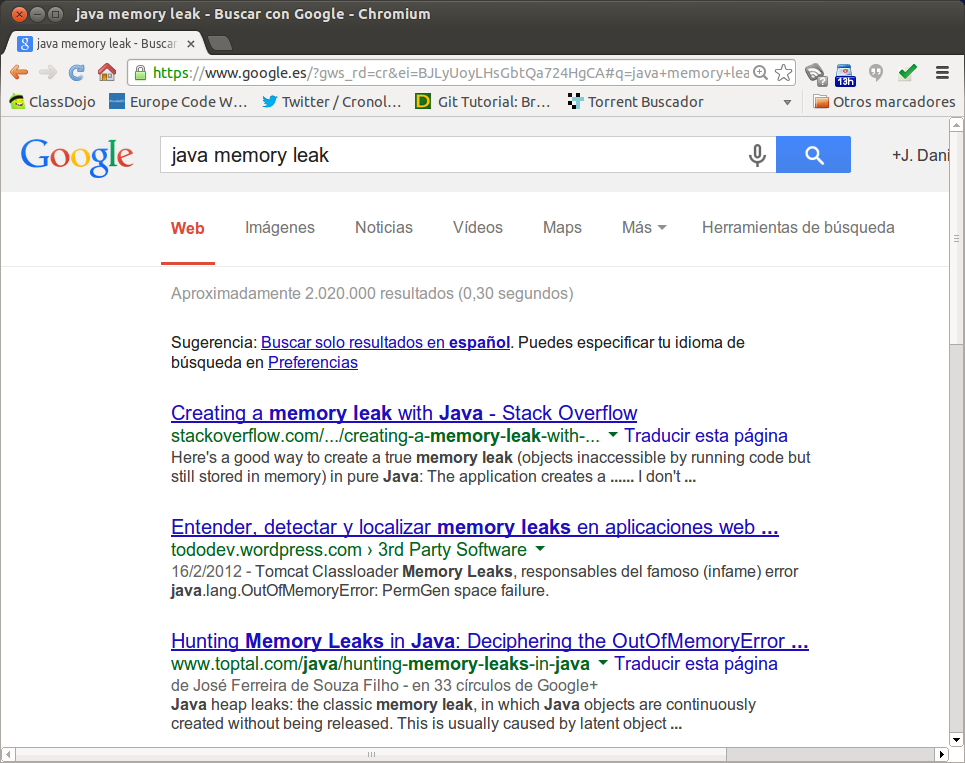 java memory leak - Buscar con Google - Chromium
java memory leak - Buscar
https://www.google.es/?gws_rd=cr&ei=BJLyUoyLHsGbtQa724HgCA#q=java+memory+lea
13h
ClassDojo Europe Code W... Twitter / Cronol... Git Tutorial: Br... Torrent Buscador Otros marcadores
Google java memory leak +J. Dani
Web Imágenes Noticias Vídeos Maps Más Herramientas de búsqueda
Aproximadamente 2.020.000 resultados (0,30 segundos)
Sugerencia: Buscar solo resultados en español. Puedes especificar tu idioma de
búsqueda en Preferencias
Creating a memory leak with Java - Stack Overflow
stackoverflow.com/.../creating-a-memory-leak-with-... Traducir esta página
Here's a good way to create a true memory leak (objects inaccessible by running code but
still stored in memory) in pure Java: The application creates a ...... I don't ...
Entender, detectar y localizar memory leaks en aplicaciones web ...
tododev.wordpress.com › 3rd Party Software
16/2/2012 - Tomcat Classloader Memory Leaks, responsables del famoso (infame) error
java.lang.OutOfMemoryError: PermGen space failure.
Hunting Memory Leaks in Java: Deciphering the OutOfMemoryError ...
www.toptal.com/java/hunting-memory-leaks-in-java Traducir esta página
de José Ferreira de Souza Filho - en 33 círculos de Google+
Java heap leaks: the classic memory leak, in which Java objects are continuously
created without being released. This is usually caused by latent object ...